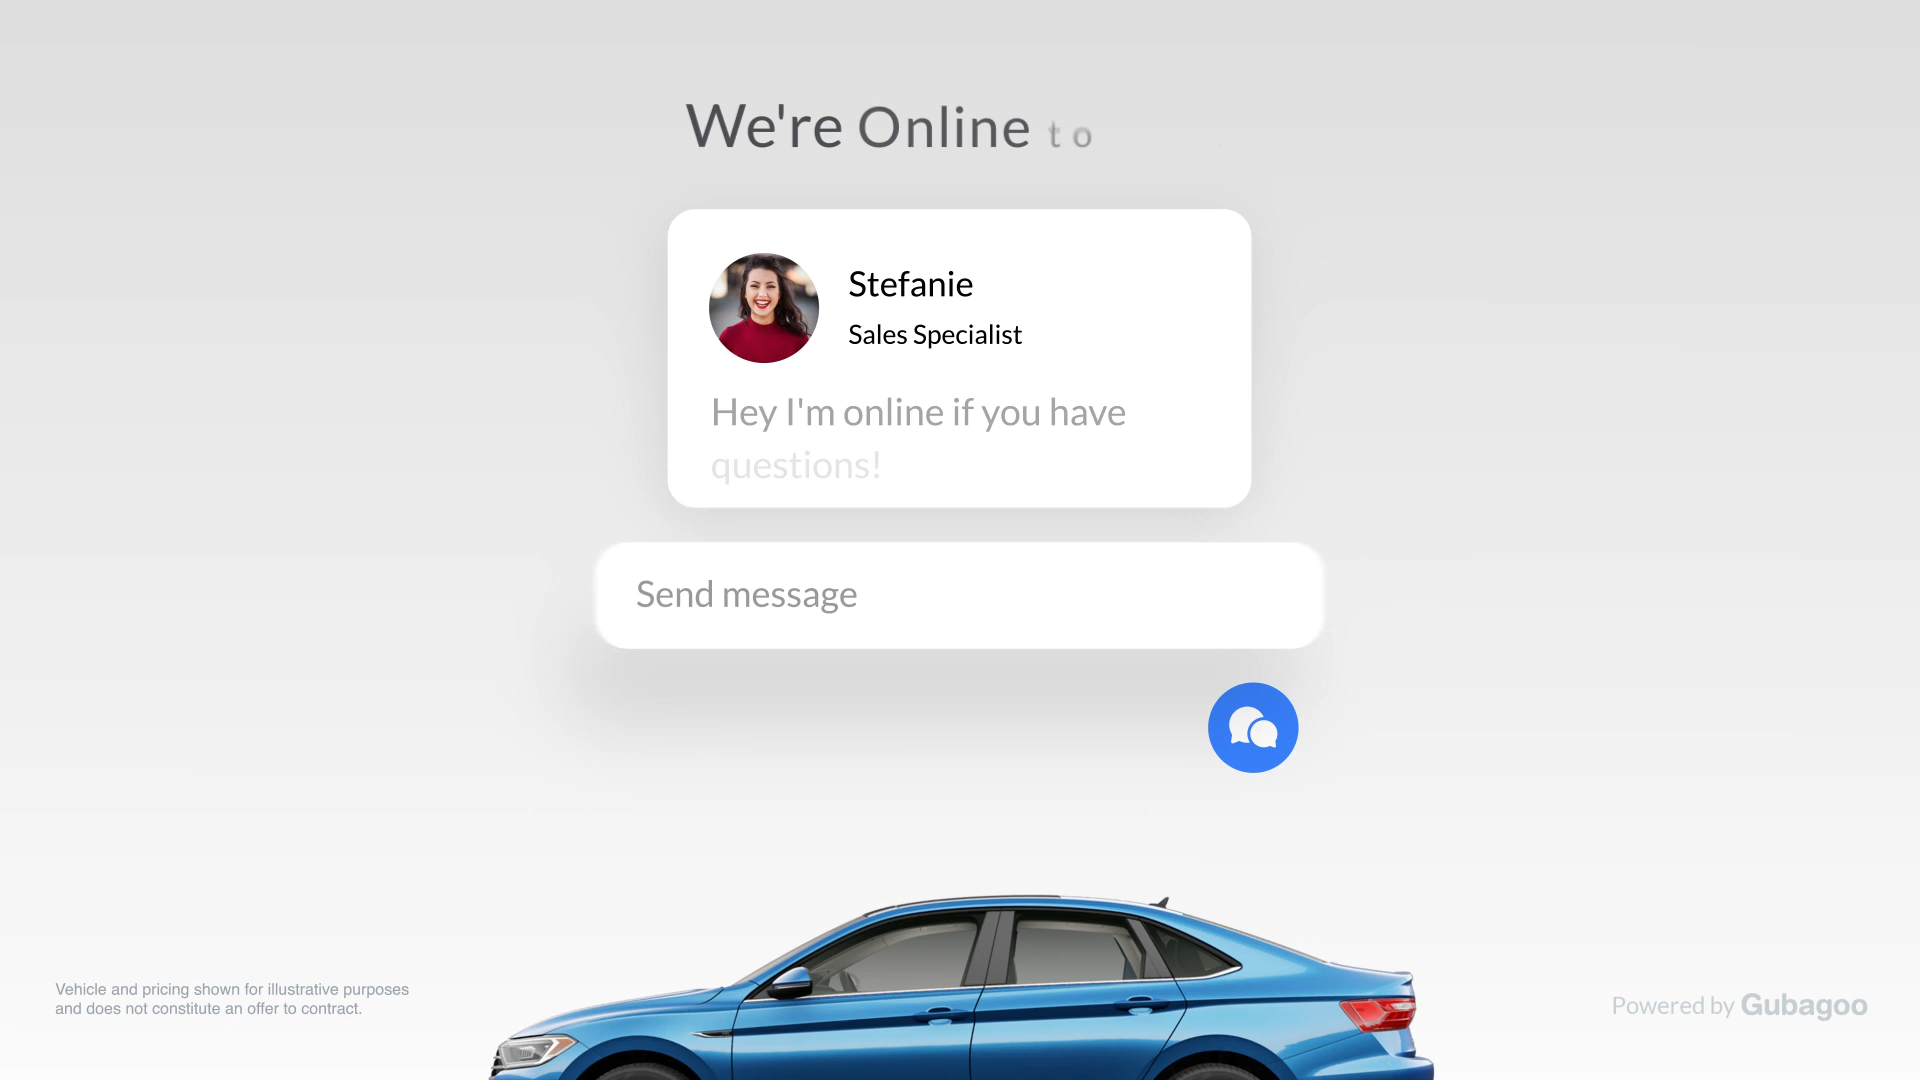 We're Online to
Stefanie
Sales Specialist
Hey I'm online if you have
questions!
Send message
Vehicle and pricing shown for illustrative purposes
and does not constitute an offer to contract.
Powered by Gubagoo